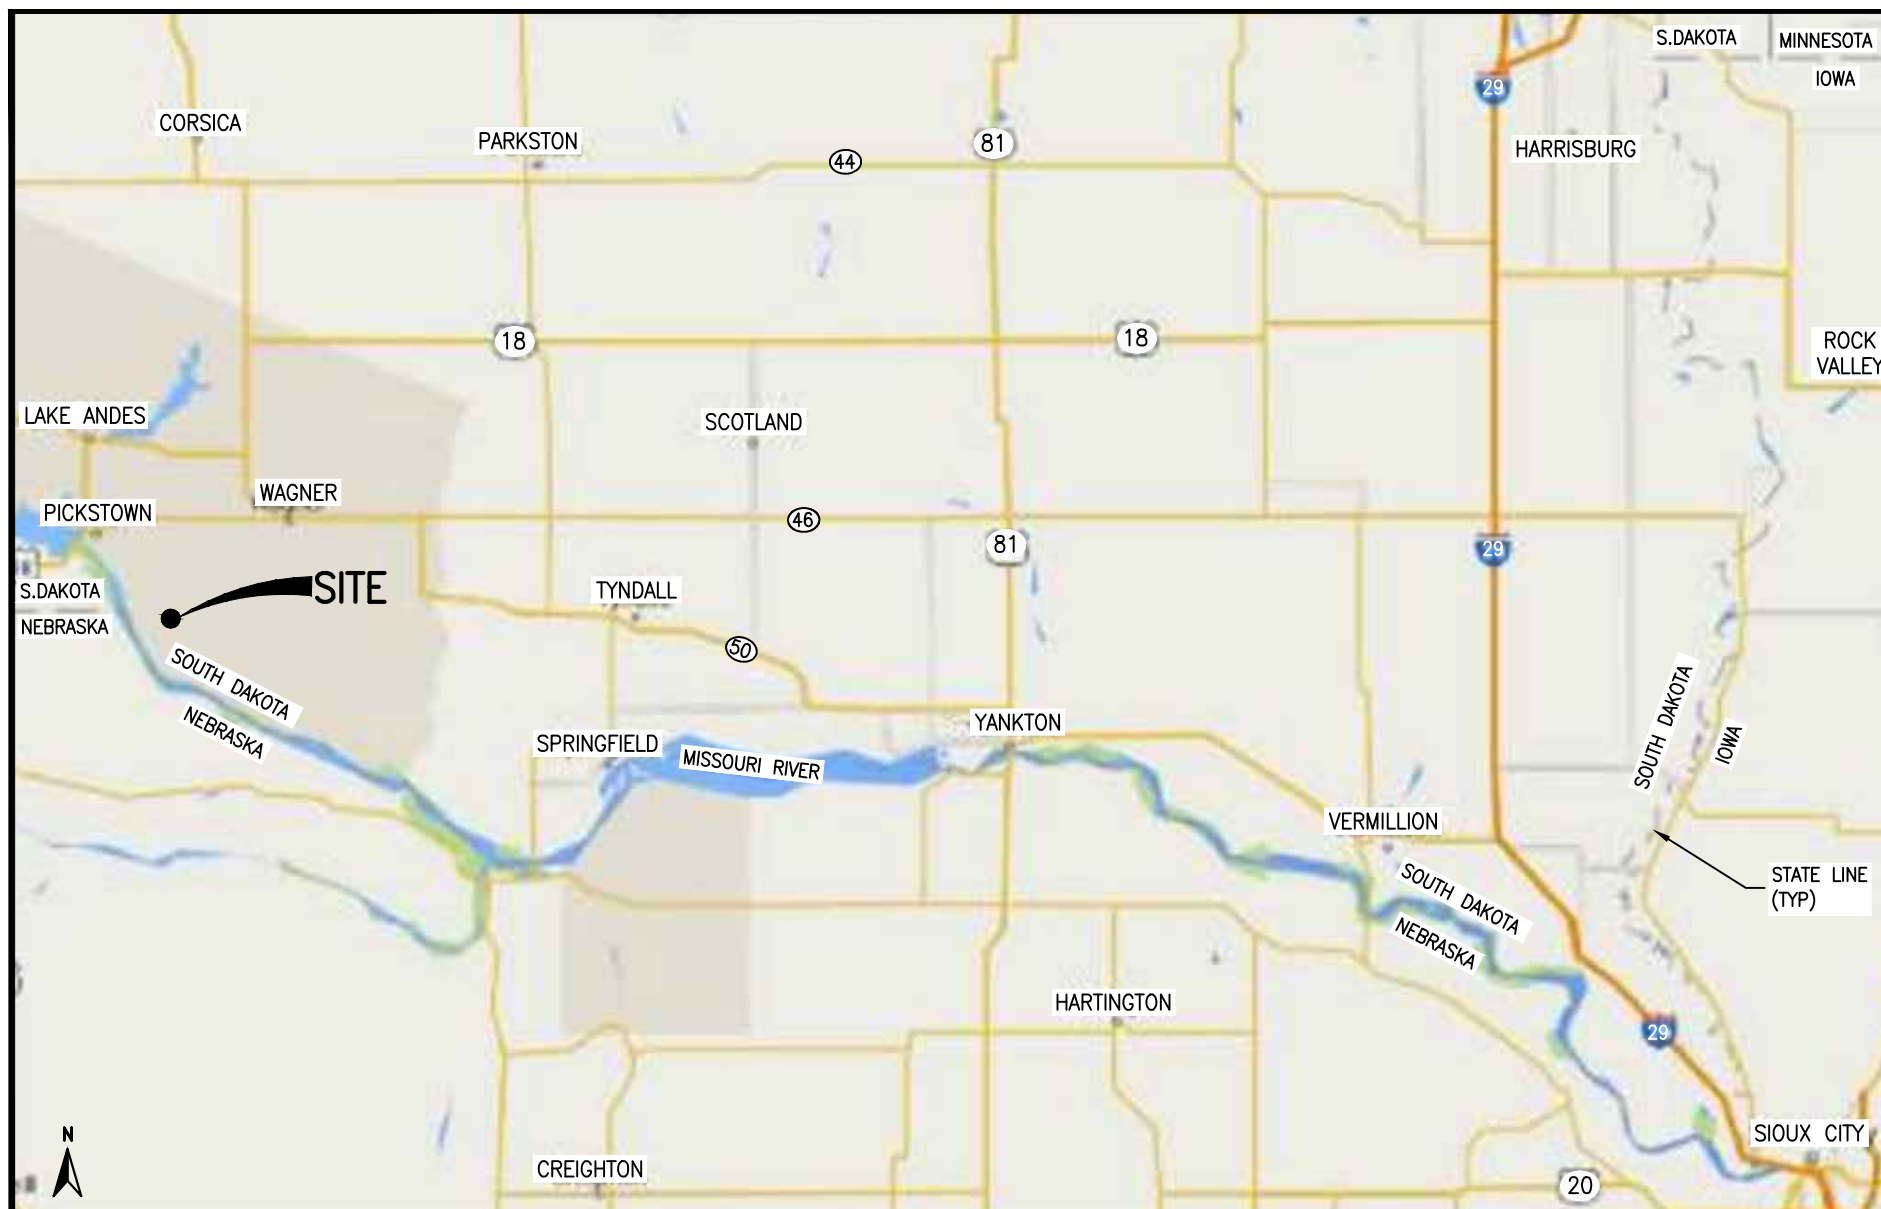 S.DAKOTA
MINNESOTA
IOWA
29
CORSICA
PARKSTON
44
81
HARRISBURG
18
18
ROCK
VALLEY
LAKE ANDES
SCOTLAND
WAGNER
PICKSTOWN
46
81
29
S.DAKOTA
NEBRASKA
SITE
TYNDALL
50
SOUTH DAKOTA
NEBRASKA
SPRINGFIELD
MISSOURI RIVER
YANKTON
SOUTH DAKOTA
IOWA
VERMILLION
STATE LINE
(TYP)
SOUTH DAKOTA
NEBRASKA
HARTINGTON
29
N
SIOUX CITY
CREIGHTON
20